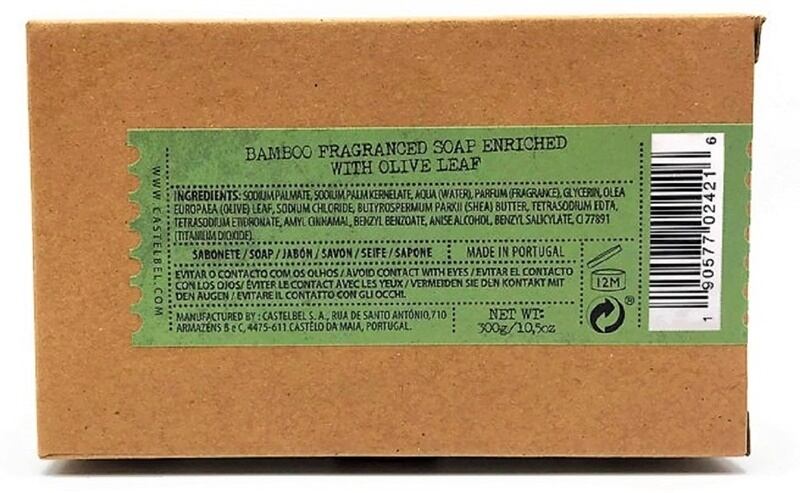 BAMBOO FRAGRANCED SOAP ENRICHED
WITH OLIVE LEAF
INGREDIENTS: SODIUM PALMATE, SODIUM PALM KERNELATE, AQUA (WATER), PARFUM (FRAGRANCE), GLYCERIN, OLEA
EUROPAEA (OLIVE) LEAF, SODIUM CHLORIDE, BUTYROSPERMUM PARKII (SHEA) BUTTER, TETRASODIUM EDTA,
TETRASODIUM ETIDRONATE, AMYL CINNAMAL, BENZYL BENZOATE, ANISE ALCOHOL, BENZYL SALICYLATE, CI 77891
(TITANIUM DIOXIDE)
SABONETE / SOAP / JABÓN / SAVON / SEIFE / SAPONE
MADE IN PORTUGAL
EVITAR O CONTACTO COM OS OLHOS / AVOID CONTACT WITH EYES / EVITAR EL CONTACTO
CON LOS OJOS/ ÉVITER LE CONTACT AVEC LES YEUX / VERMEIDEN SIE DEN KONTAKT MIT
DEN AUGEN / EVITARE IL CONTATTO CON GLI OCCHI.
MANUFACTURED BY : CASTELBEL S. A., RUA DE SANTO ANTÓNIO,710
ARMAZÉNS B e C, 4475-611 CASTÊLO DA MAIA, PORTUGAL.
NET WT:
300g/10,5oz
12M
®
WWW.CASTELBEL.COM
1 90577 02421 6